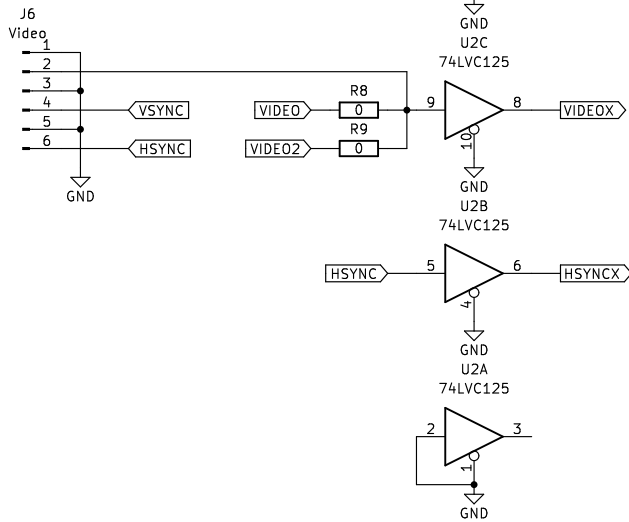 J6
Video
1
2
3
4
5
6
VSYNC
HSYNC
GND
GND
U2C
74LVC125
VIDEO
R8
0
VIDEO2
R9
0
9
8
10
VIDEOX
GND
U2B
74LVC125
HSYNC
5
6
4
HSYNCX
GND
U2A
74LVC125
2
3
1
GND